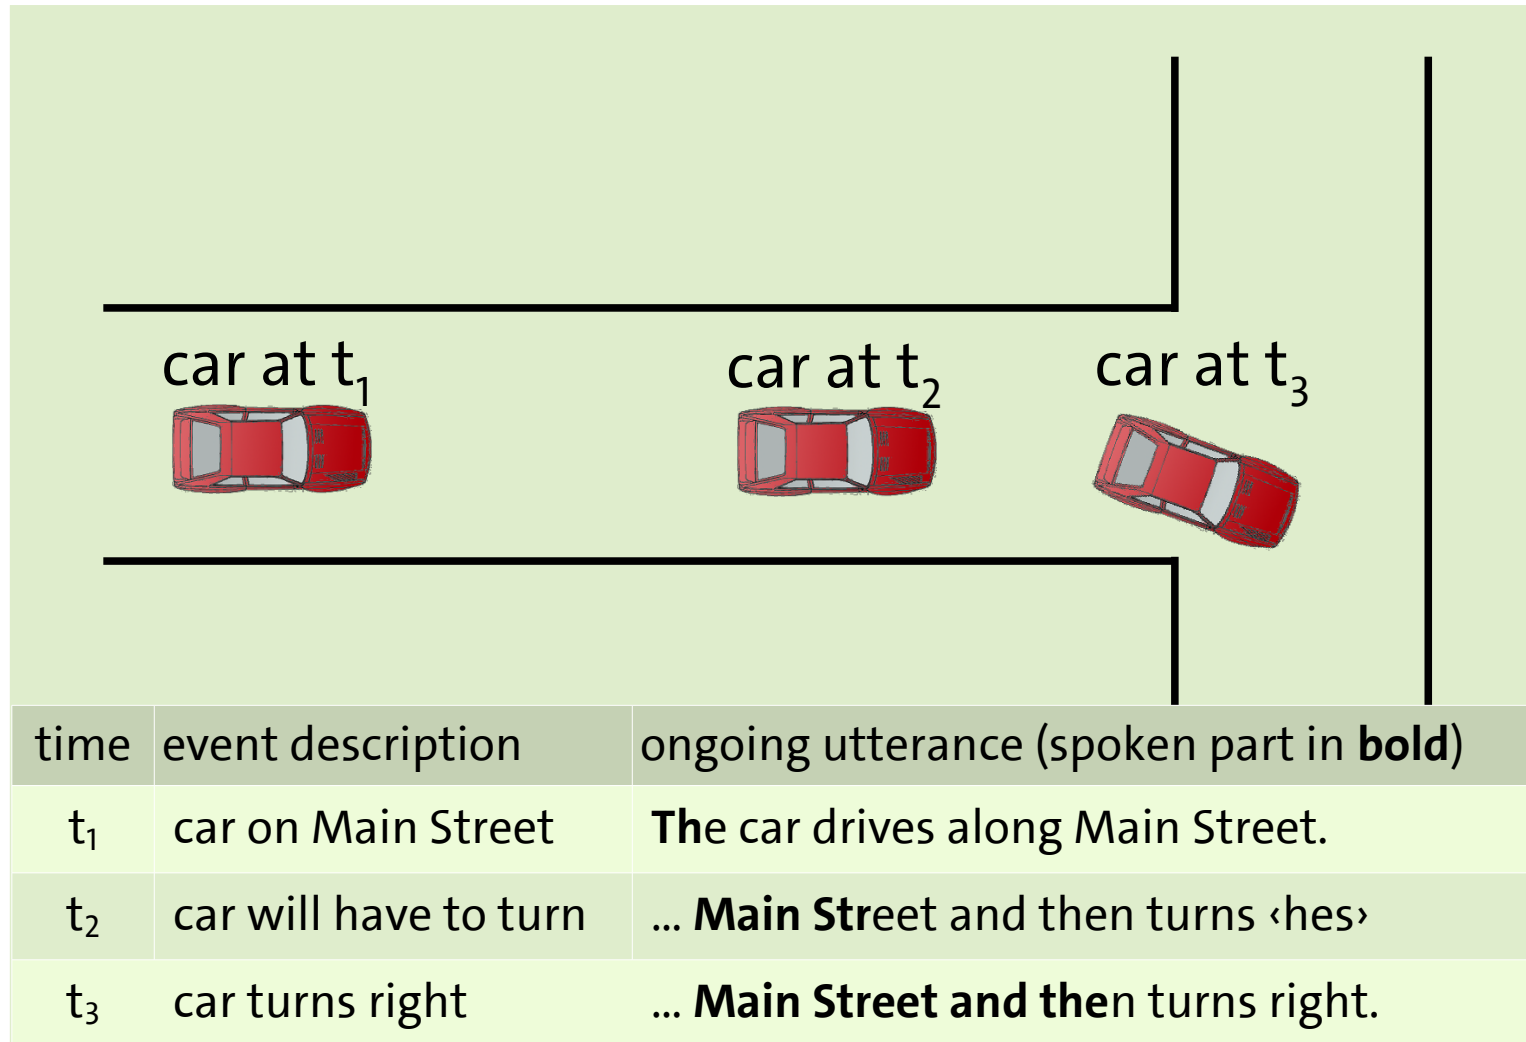 car at t₁ car at t₂ car at t₃
time event description ongoing utterance (spoken part in bold)
t₁ car on Main Street The car drives along Main Street.
t₂ car will have to turn ... Main Street and then turns ‹hes›
t₃ car turns right ... Main Street and then turns right.